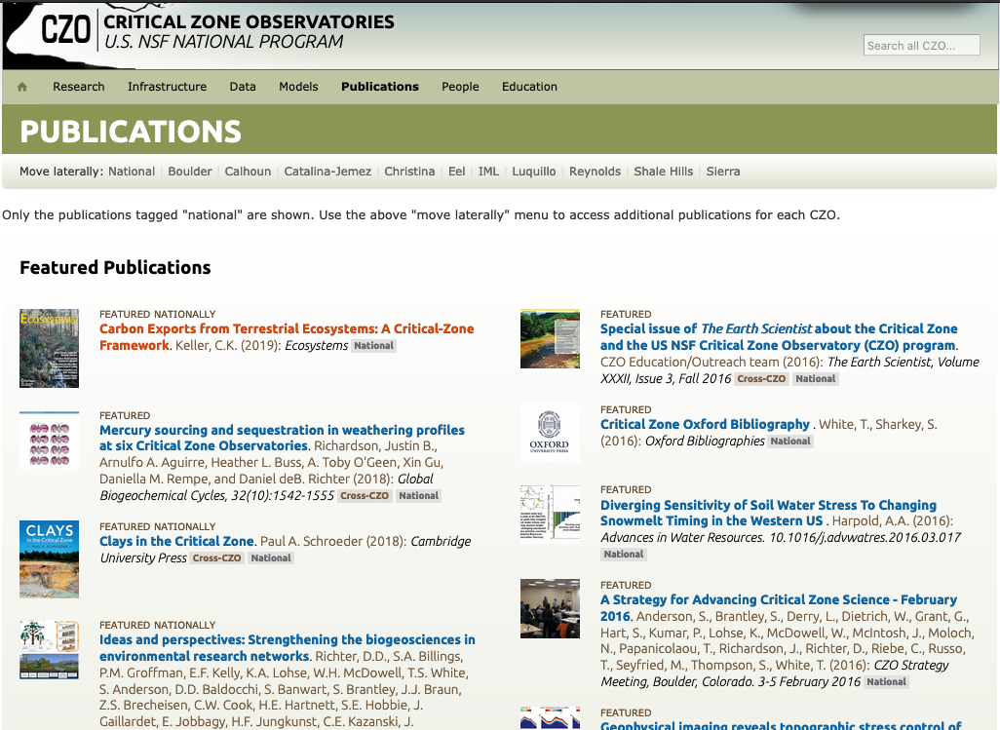 CZO
CRITICAL ZONE OBSERVATORIES
U.S. NSF NATIONAL PROGRAM
Search all CZO...
Research Infrastructure Data Models Publications People Education
PUBLICATIONS
Move laterally: National Boulder Calhoun Catalina-Jemez Christina Eel IML Luquillo Reynolds Shale Hills Sierra
Only the publications tagged "national" are shown. Use the above "move laterally" menu to access additional publications for each CZO.
Featured Publications
ECOSYSTEMS
FEATURED NATIONALLY
Carbon Exports from Terrestrial Ecosystems: A Critical-Zone
Framework. Keller, C.K. (2019): Ecosystems National
FEATURED
Mercury sourcing and sequestration in weathering profiles
at six Critical Zone Observatories. Richardson, Justin B.,
Arnulfo A. Aguirre, Heather L. Buss, A. Toby O'Geen, Xin Gu,
Daniella M. Rempe, and Daniel deB. Richter (2018): Global
Biogeochemical Cycles, 32(10):1542-1555 Cross-CZO National
CLAYS
in the Critical Zone
FEATURED NATIONALLY
Clays in the Critical Zone. Paul A. Schroeder (2018): Cambridge
University Press Cross-CZO National
FEATURED NATIONALLY
Ideas and perspectives: Strengthening the biogeosciences in
environmental research networks. Richter, D.D., S.A. Billings,
P.M. Groffman, E.F. Kelly, K.A. Lohse, W.H. McDowell, T.S. White,
S. Anderson, D.D. Baldocchi, S. Banwart, S. Brantley, J.J. Braun,
Z.S. Brecheisen, C.W. Cook, H.E. Hartnett, S.E. Hobbie, J.
Gaillardet, E. Jobbagy, H.F. Jungkunst, C.E. Kazanski, J.
FEATURED
Special issue of The Earth Scientist about the Critical Zone
and the US NSF Critical Zone Observatory (CZO) program.
CZO Education/Outreach team (2016): The Earth Scientist, Volume
XXXII, Issue 3, Fall 2016 Cross-CZO National
OXFORD
UNIVERSITY PRESS
FEATURED
Critical Zone Oxford Bibliography . White, T., Sharkey, S.
(2016): Oxford Bibliographies National
FEATURED
Diverging Sensitivity of Soil Water Stress To Changing
Snowmelt Timing in the Western US . Harpold, A.A. (2016):
Advances in Water Resources. 10.1016/j.advwatres.2016.03.017
National
FEATURED
A Strategy for Advancing Critical Zone Science - February
2016. Anderson, S., Brantley, S., Derry, L., Dietrich, W., Grant, G.,
Hart, S., Kumar, P., Lohse, K., McDowell, W., McIntosh, J., Moloch,
N., Papanicolaou, T., Richardson, J., Richter, D., Riebe, C., Russo,
T., Seyfried, M., Thompson, S., White, T. (2016): CZO Strategy
Meeting, Boulder, Colorado. 3-5 February 2016 National
FEATURED
Geophysical imaging reveals topographic stress control of